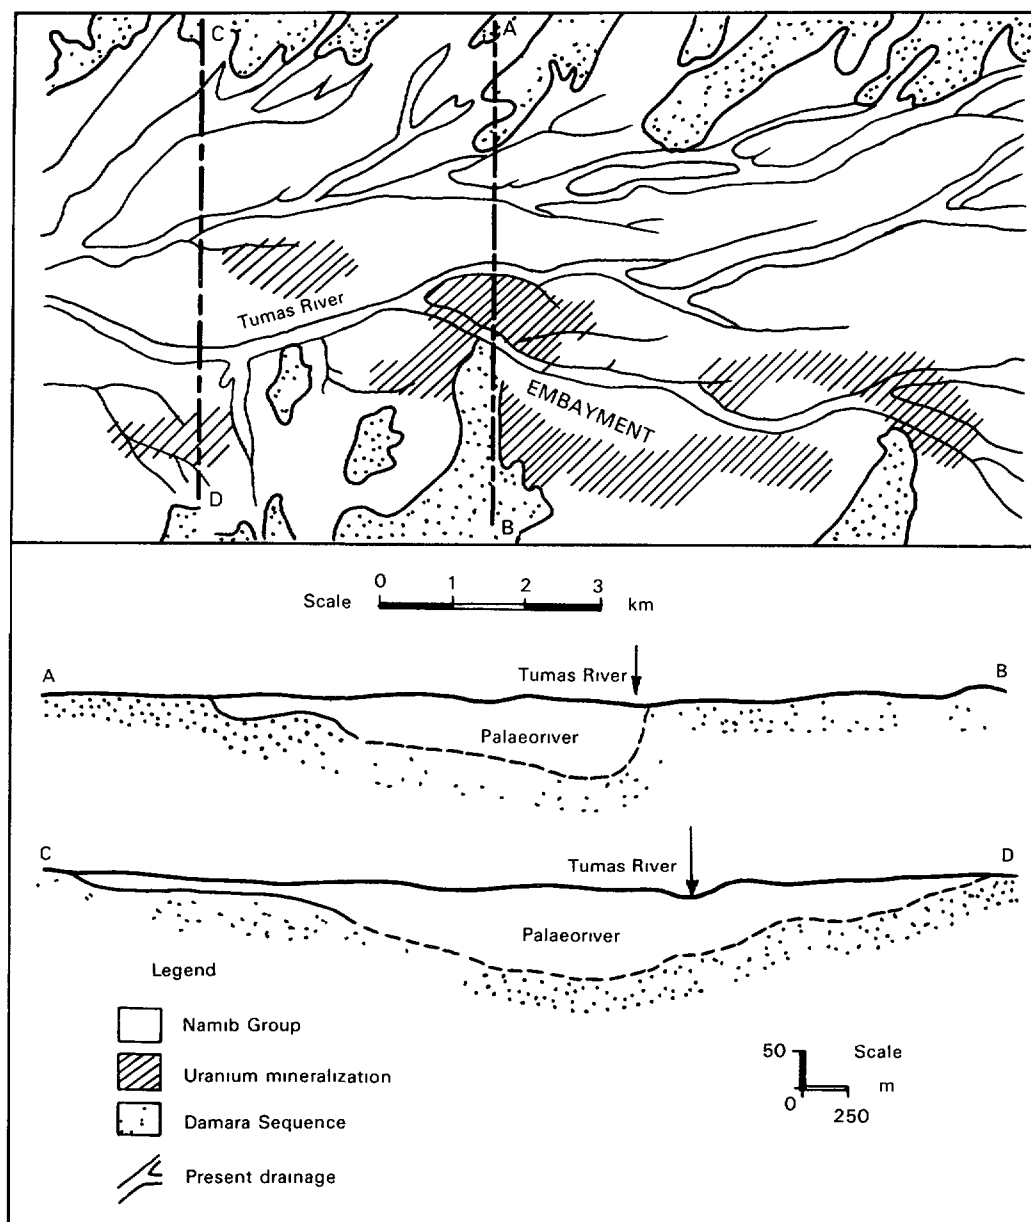 C
A
Tumas River
EMBAYMENT
D
B
0 1 2 3
Scale km
A B
Tumas River
Palaeoriver
C D
Tumas River
Palaeoriver
Legend
Namib Group
Uranium mineralization
Damara Sequence
Present drainage
50 Scale
m
0
250